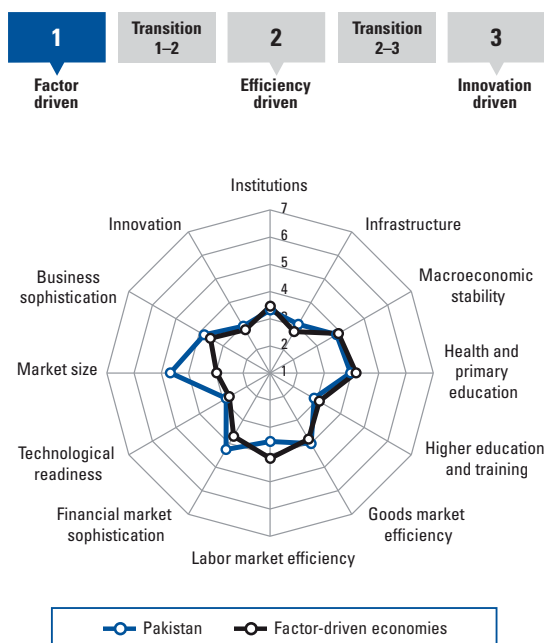 1
Transition
1–2
2
Transition
2–3
3
Factor
driven
Efficiency
driven
Innovation
driven
Institutions
7
6
5
4
3
2
1
Infrastructure
Macroeconomic
stability
Health and
primary
education
Higher education
and training
Goods market
efficiency
Labor market efficiency
Financial market
sophistication
Technological
readiness
Market size
Business
sophistication
Innovation
Pakistan
Factor-driven economies